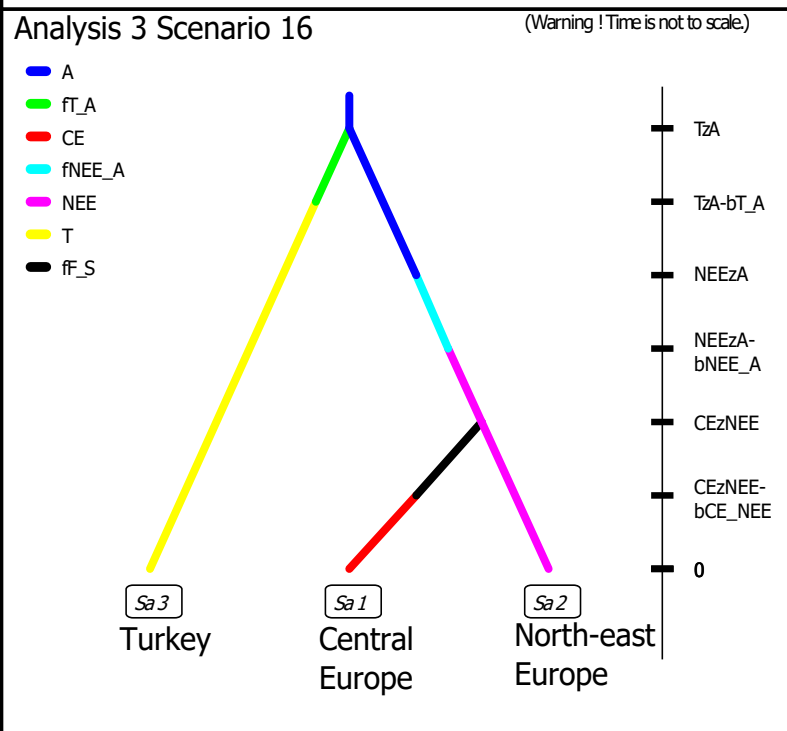 Analysis 3 Scenario 16
(Warning ! Time is not to scale.)
A
fT_A
CE
fNEE_A
NEE
T
fF_S
TzA
TzA-bT_A
NEEzA
NEEzA-
bNEE_A
CEzNEE
CEzNEE-
bCE_NEE
0
Sa 3
Sa 1
Sa 2
Turkey
Central
Europe
North-east
Europe